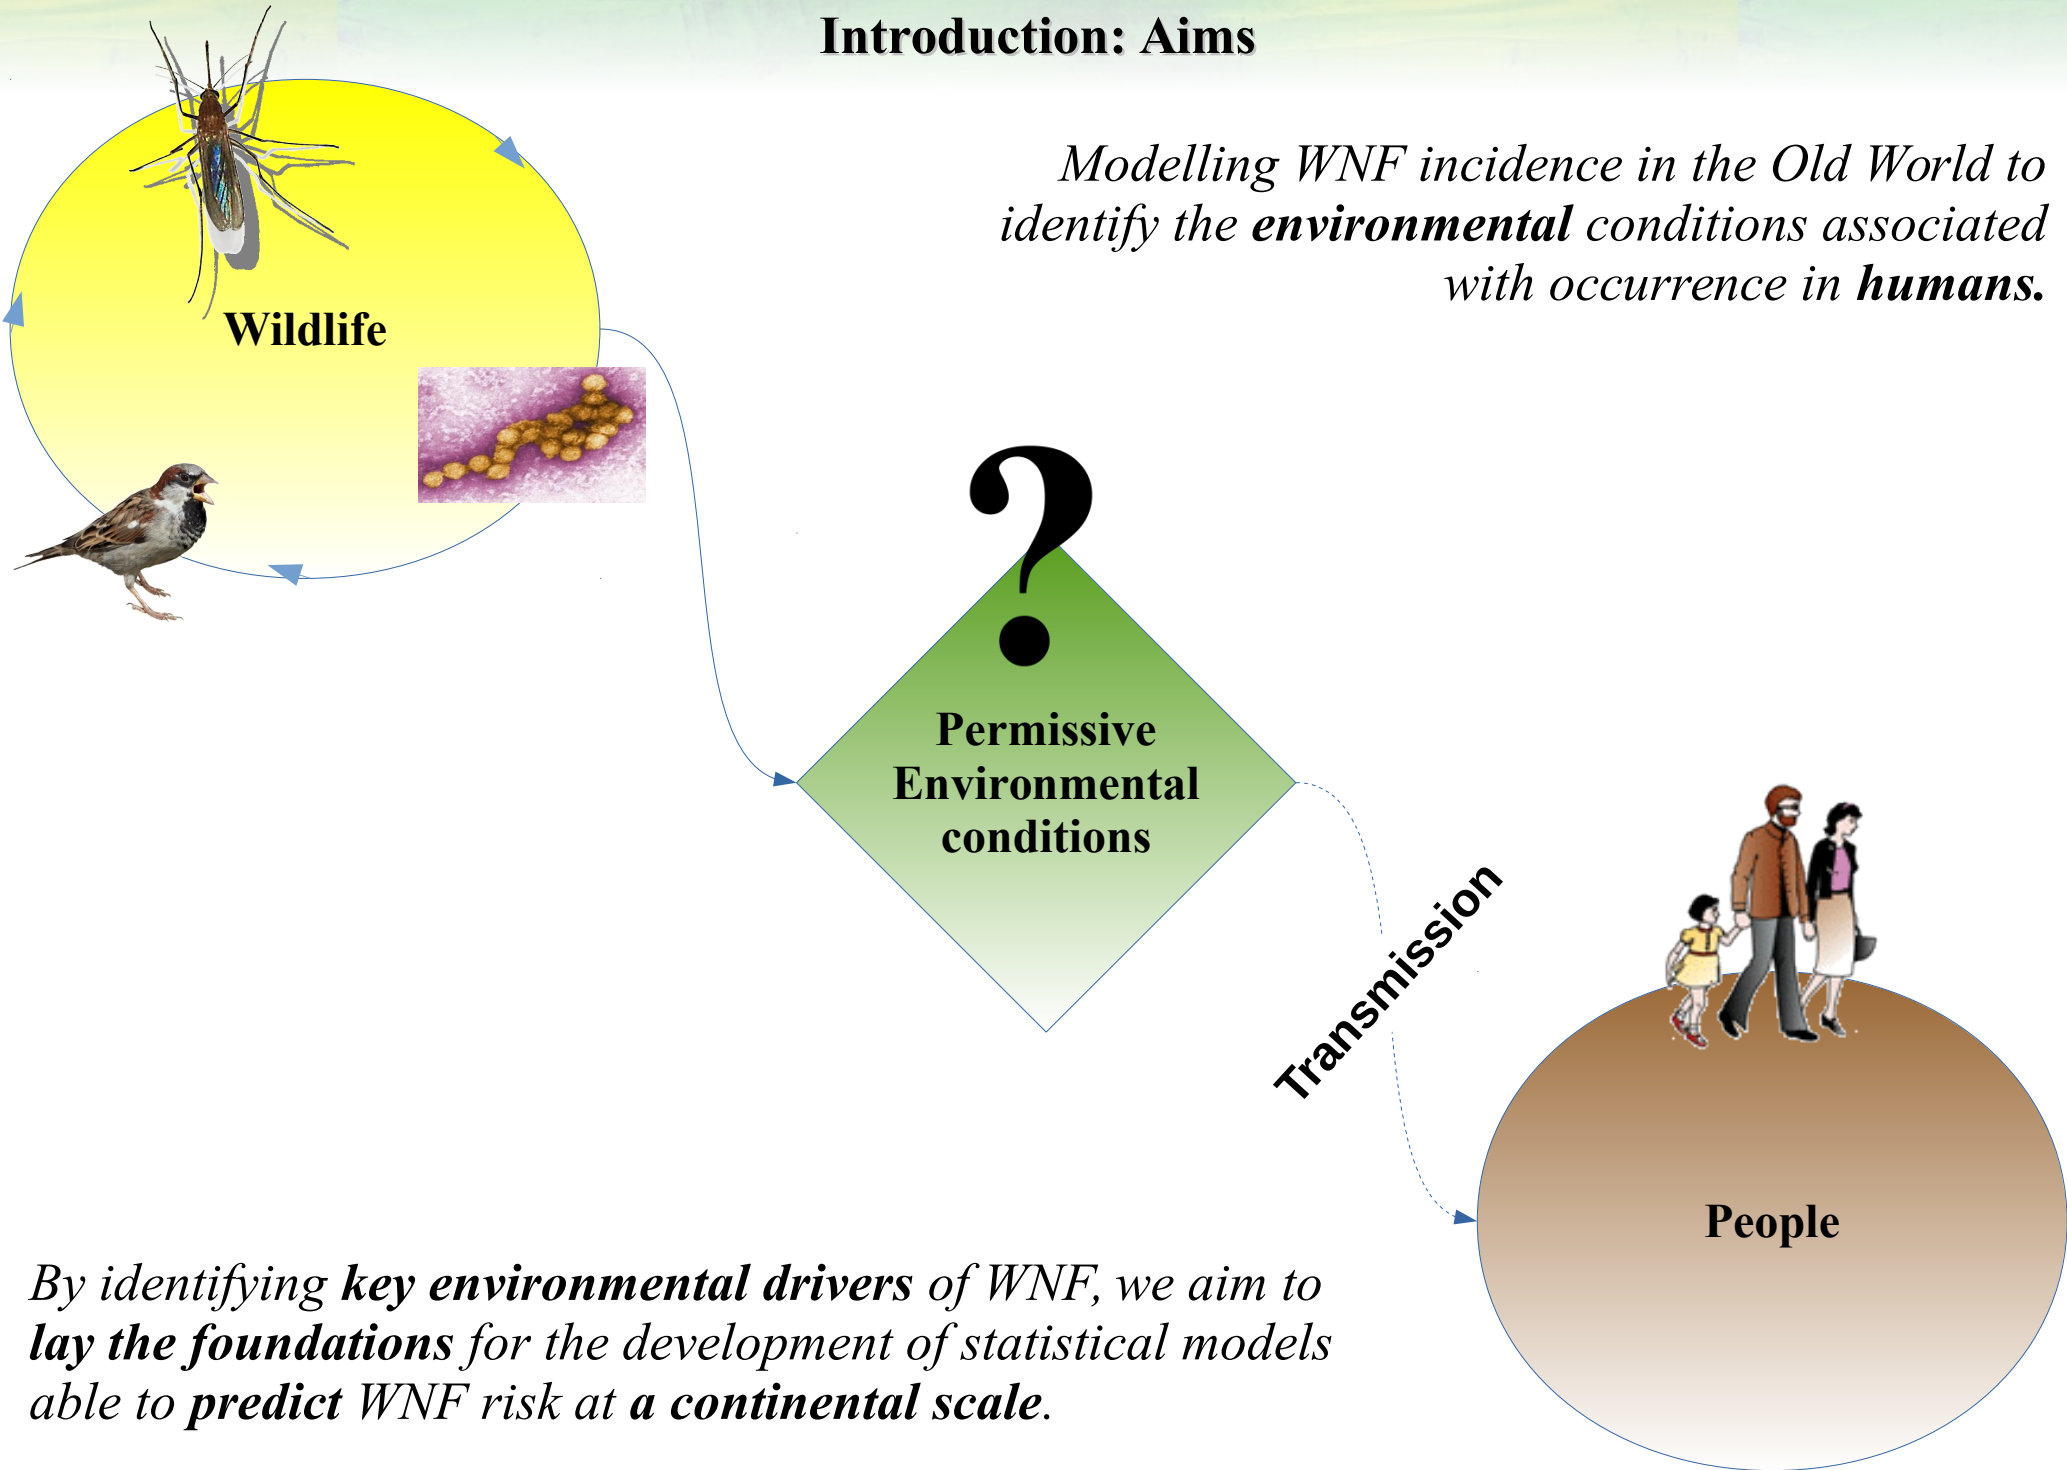 Introduction: Aims
Modelling WNF incidence in the Old World to
identify the environmental conditions associated
with occurrence in humans.
Wildlife
?
Permissive
Environmental
conditions
Transmission
People
By identifying key environmental drivers of WNF, we aim to
lay the foundations for the development of statistical models
able to predict WNF risk at a continental scale.